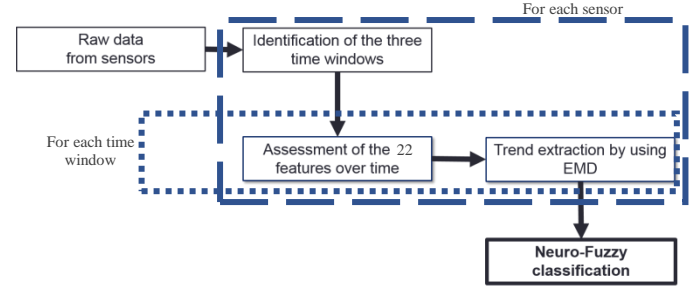 For each sensor
Raw data
from sensors
Identification of the three
time windows
For each time
window
Assessment of the 22
features over time
Trend extraction by using
EMD
Neuro-Fuzzy
classification